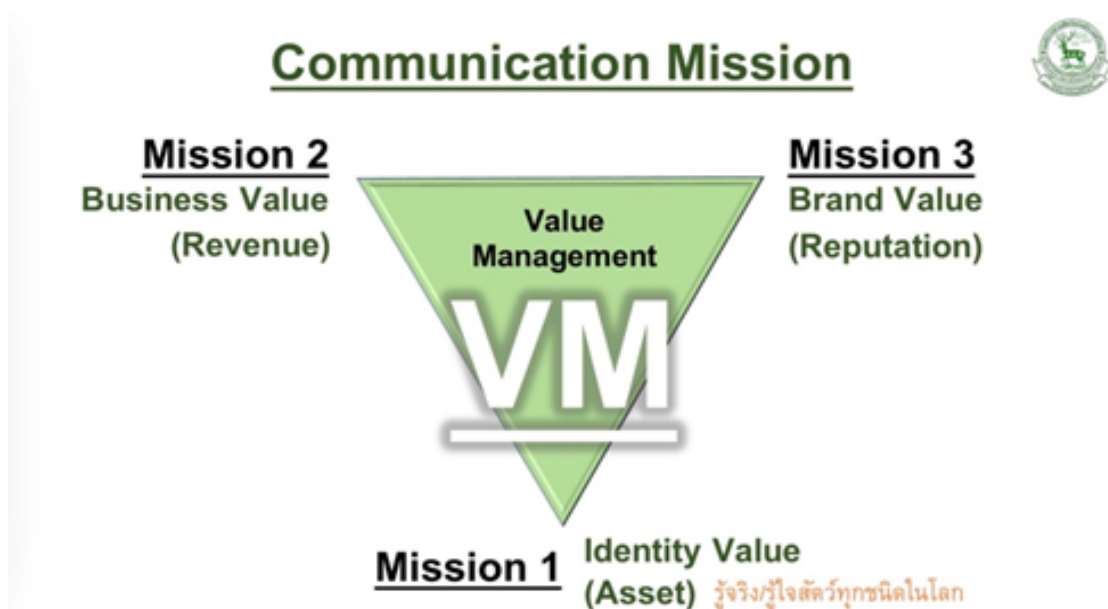 Communication Mission
Mission 2
Business Value
(Revenue)
Mission 3
Brand Value
(Reputation)
Value
Management
VM
Mission 1
Identity Value
(Asset) รู้จริง/รู้ใจสัตว์ทุกชนิดในโลก